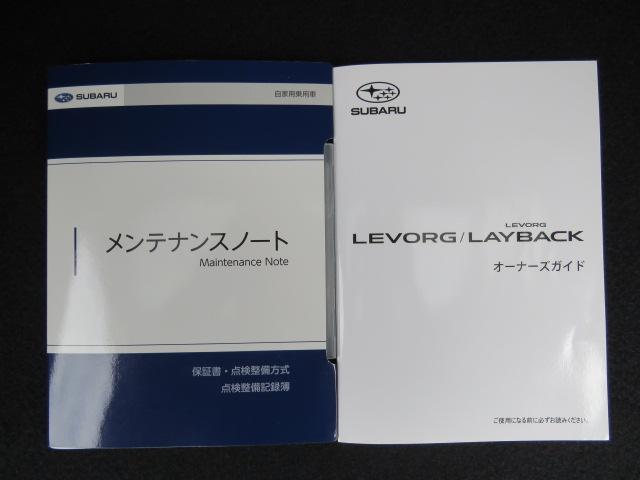 SUBARU
自家用乗用車
メンテナンスノート
Maintenance Note
保証書・点検整備方式
点検整備記録簿
SUBARU
LEVORG
LEVORG/LAYBACK
オーナーズガイド
ご使用になる前に必ずお読みください。